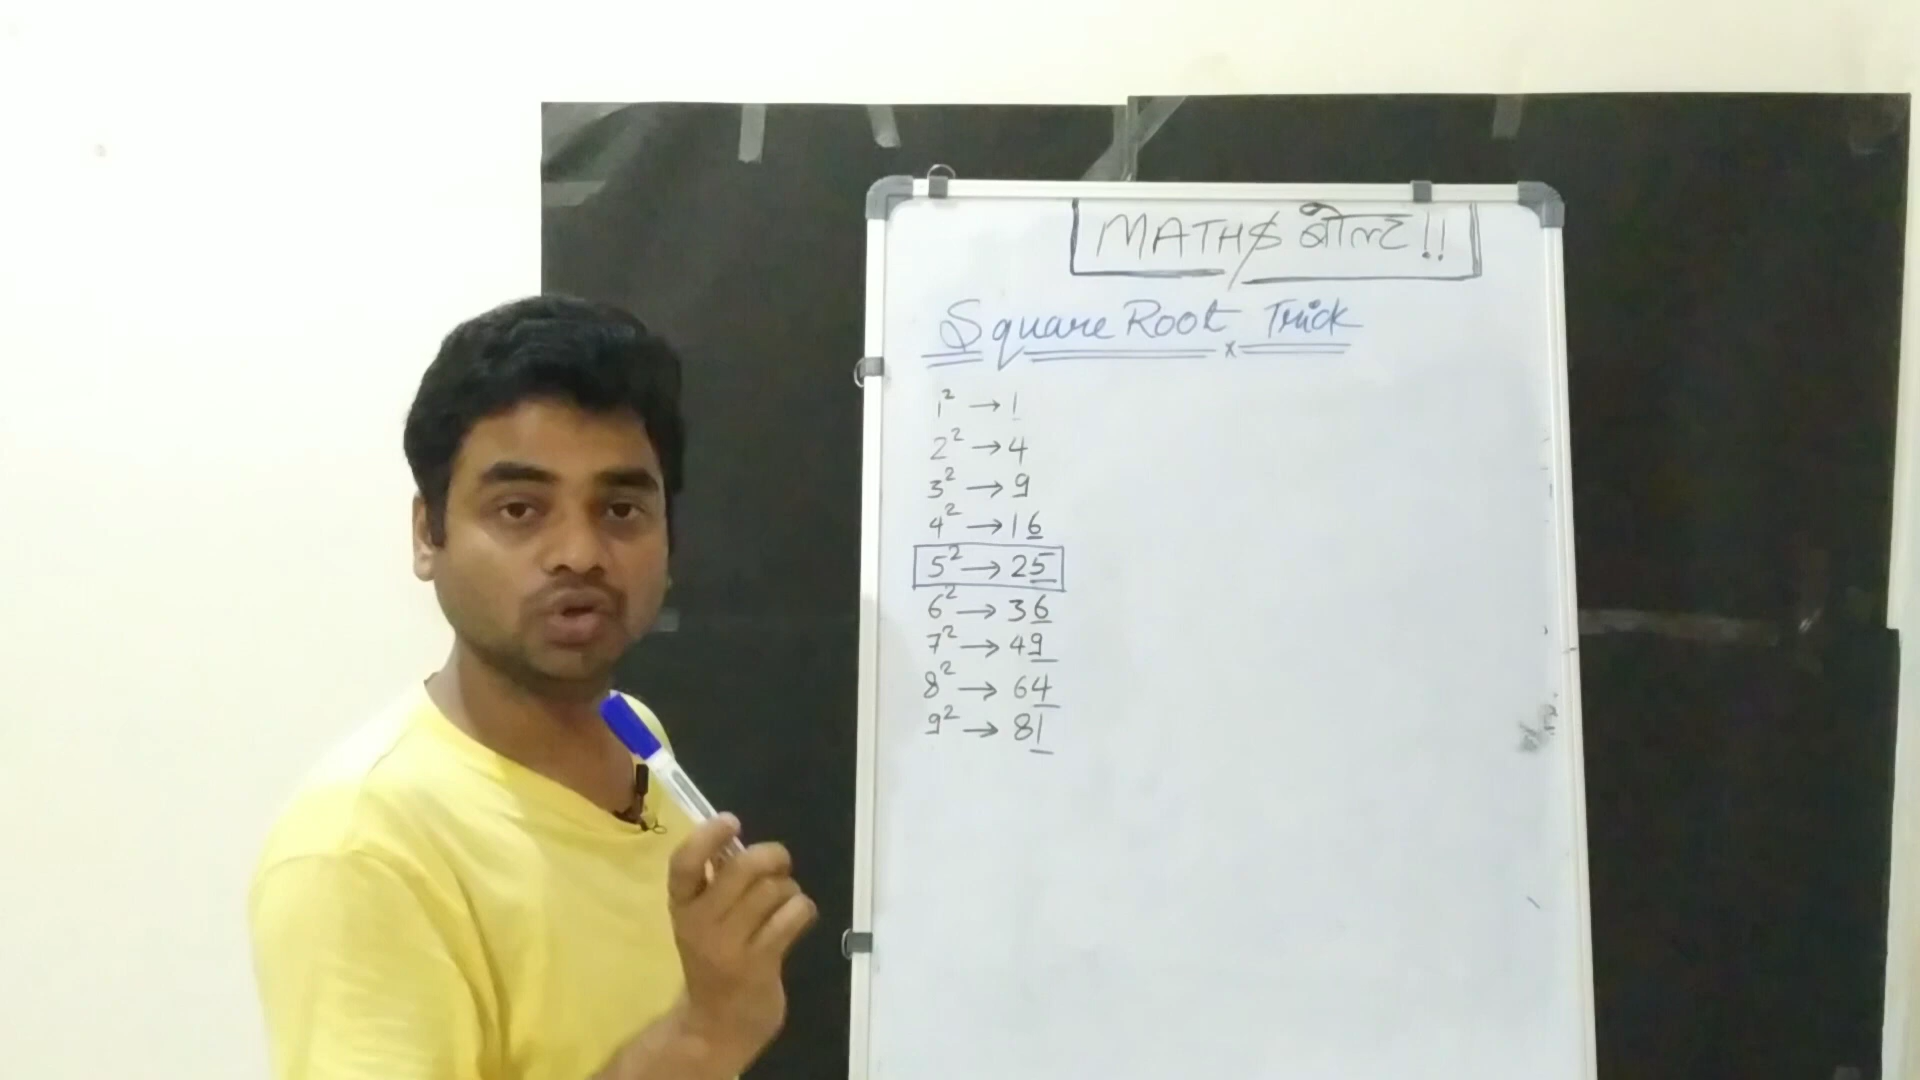 MATHS बोल्ट !!
Square Root Trick
x
1² → 1
2² → 4
3² → 9
4² → 16
5² → 25
6² → 36
7² → 49
8² → 64
9² → 81